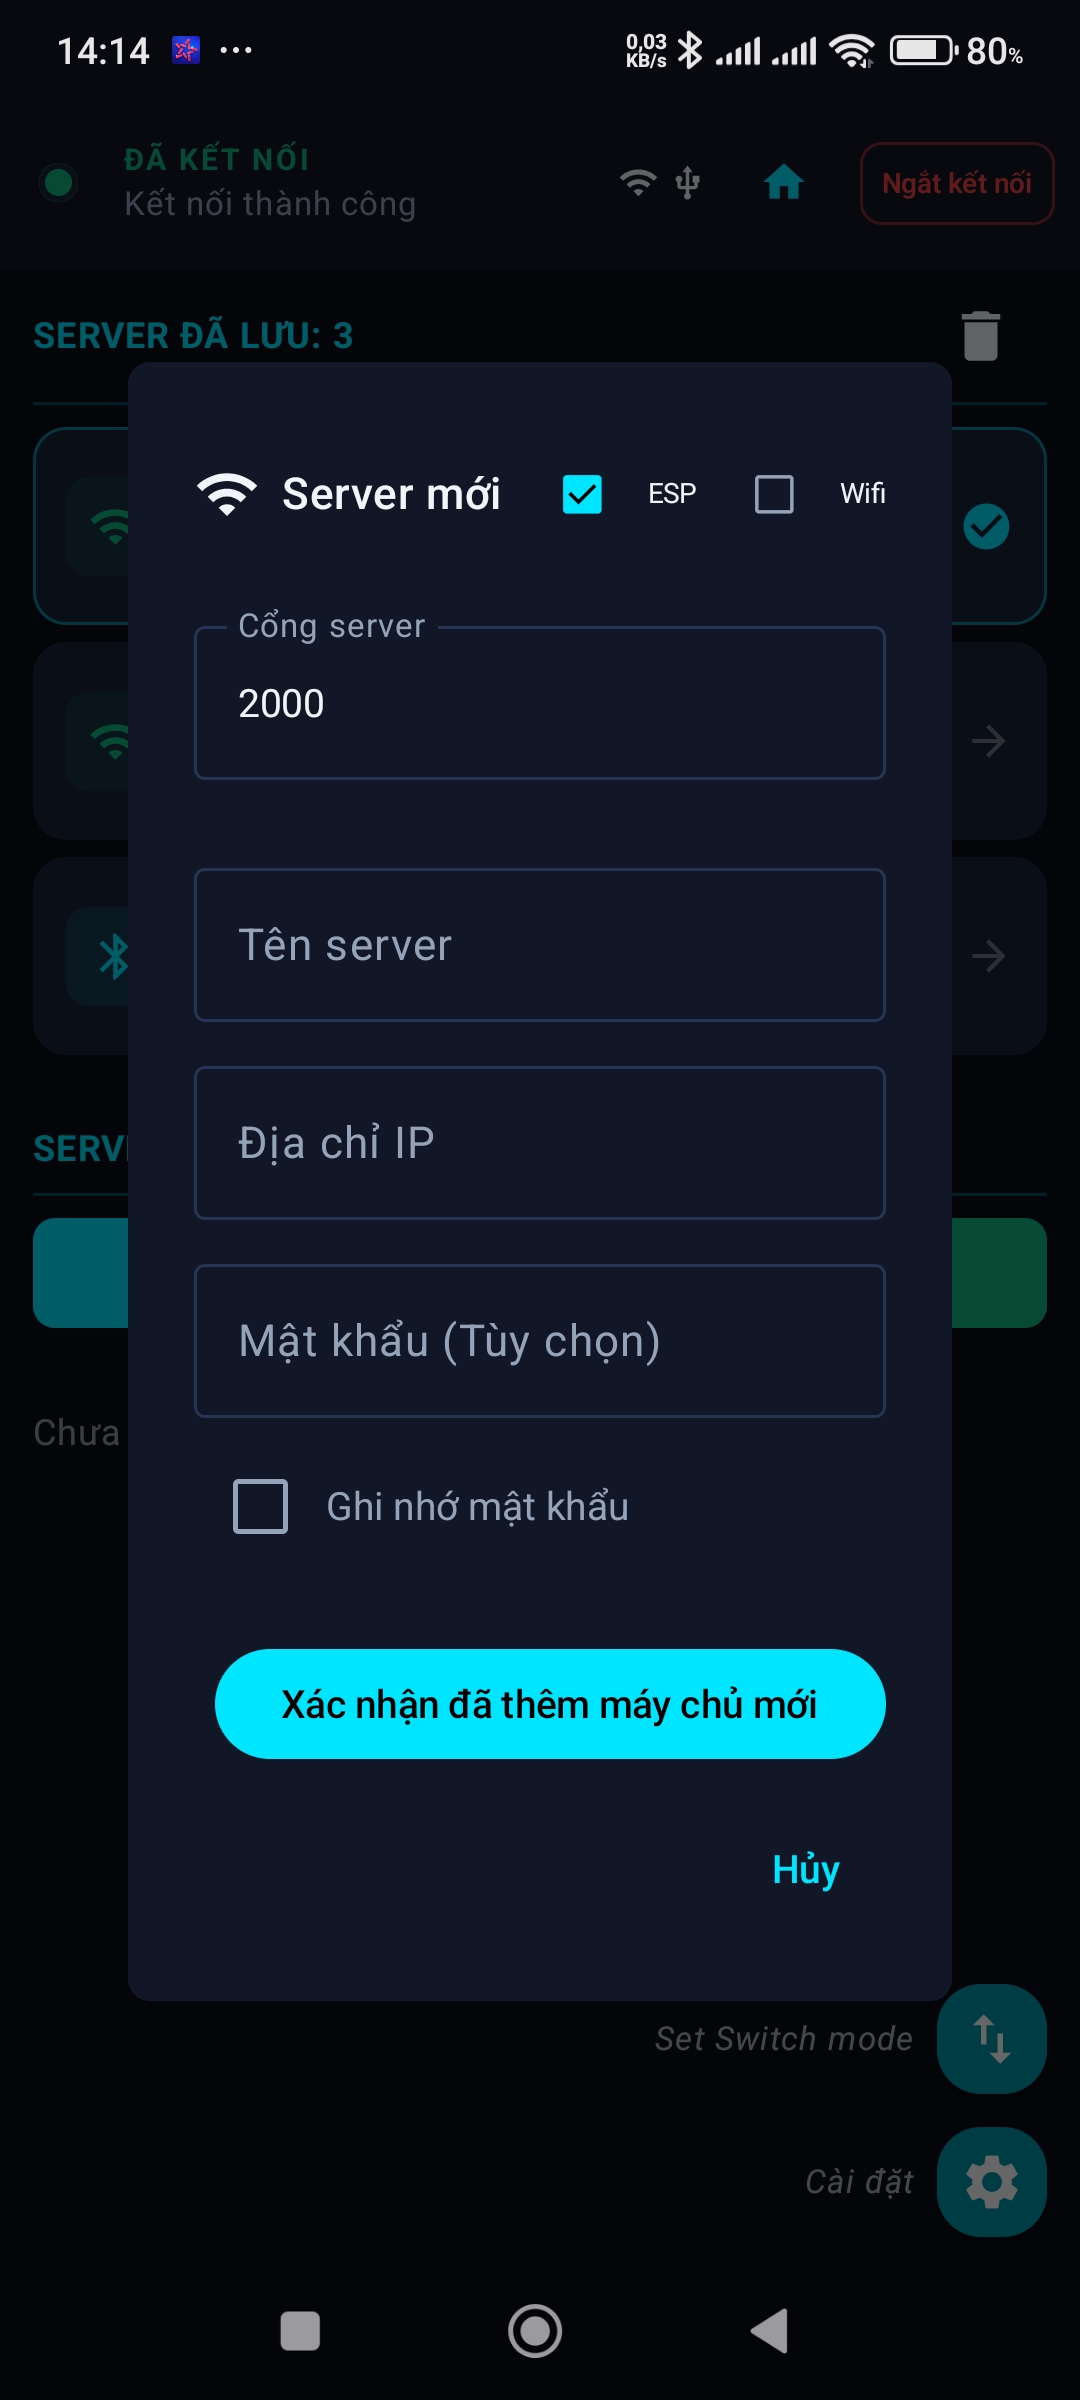 14:14
0,03
KB/s
80%
ĐÃ KẾT NỐI
Kết nối thành công
Ngắt kết nối
SERVER ĐÃ LƯU: 3
Server mới
ESP
Wifi
Cổng server
2000
Tên server
Địa chỉ IP
SERV
Mật khẩu (Tùy chọn)
Chưa
Ghi nhớ mật khẩu
Xác nhận đã thêm máy chủ mới
Hủy
Set Switch mode
Cài đặt